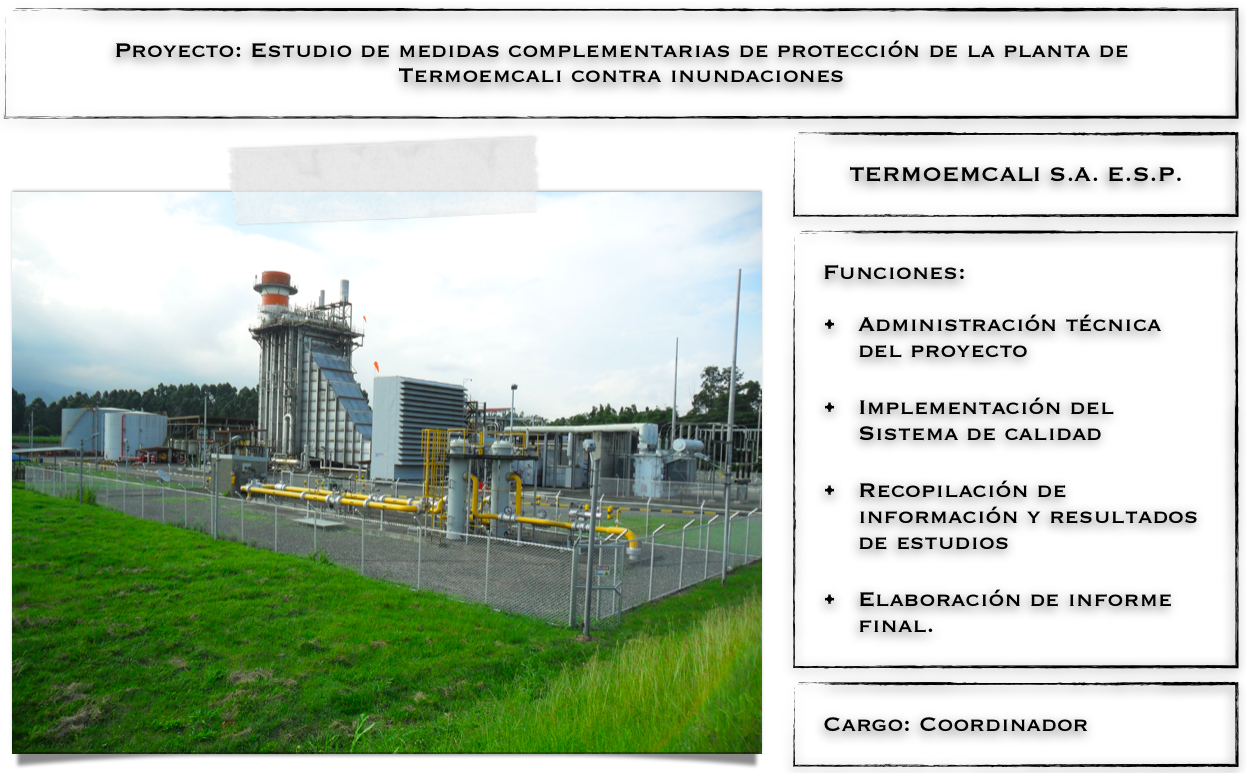 Proyecto: Estudio de medidas complementarias de protección de la planta de
Termoemcali contra inundaciones
TERMOEMCALI S.A. E.S.P.
Funciones:
+ Administración técnica
del proyecto
+ Implementación del
Sistema de calidad
+ Recopilación de
información y resultados
de estudios
+ Elaboración de informe
final.
Cargo: Coordinador